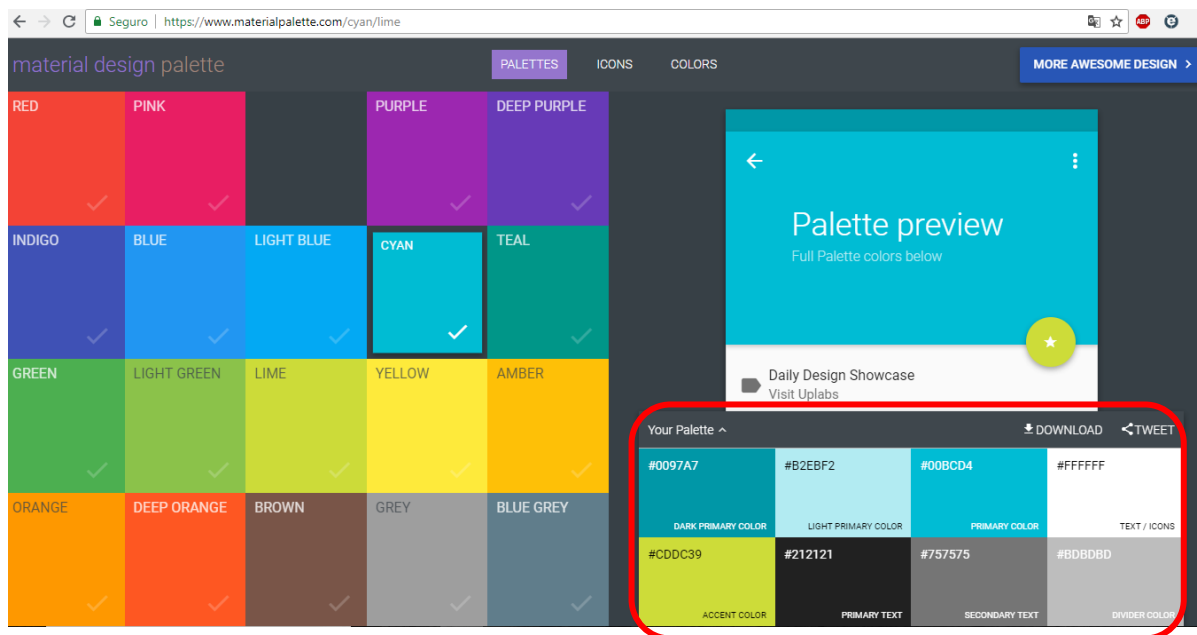 Seguro | https://www.materialpalette.com/cyan/lime
ABP
material design palette
PALETTES ICONS COLORS
MORE AWESOME DESIGN >
RED PINK PURPLE DEEP PURPLE
INDIGO BLUE LIGHT BLUE CYAN TEAL
GREEN LIGHT GREEN LIME YELLOW AMBER
ORANGE DEEP ORANGE BROWN GREY BLUE GREY
Palette preview
Full Palette colors below
Daily Design Showcase
Visit Uplabs
Your Palette DOWNLOAD TWEET
#0097A7 #B2EBF2 #00BCD4 #FFFFFF
DARK PRIMARY COLOR LIGHT PRIMARY COLOR PRIMARY COLOR TEXT / ICONS
#CDDC39 #212121 #757575 #BDBDBD
ACCENT COLOR PRIMARY TEXT SECONDARY TEXT DIVIDER COLOR